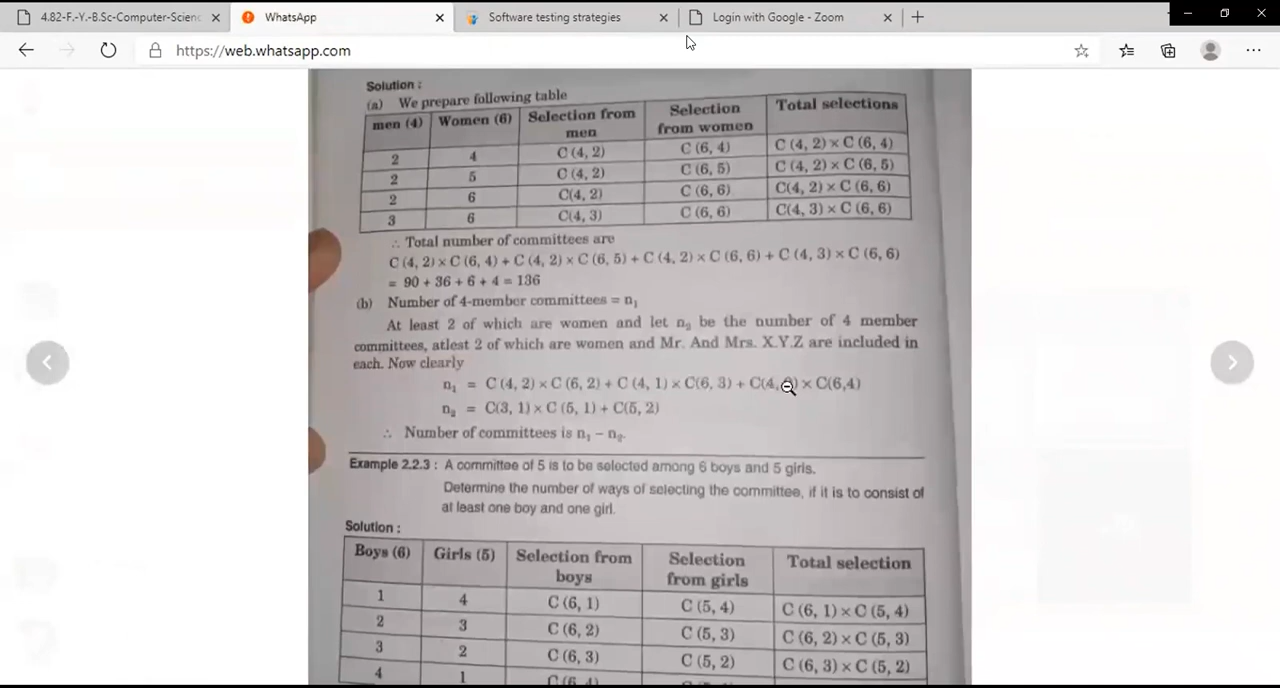 4.82-F.-Y.-B.Sc-Computer-Scienc
WhatsApp
Software testing strategies
Login with Google - Zoom
https://web.whatsapp.com
Solution :
(a) We prepare following table
men (4) Women (6) Selection from men Selection from women Total selections
2 4 C (4, 2) C (6, 4) C (4, 2) × C (6, 4)
2 5 C (4, 2) C (6, 5) C (4, 2) × C (6, 5)
2 6 C(4, 2) C (6, 6) C(4, 2) × C (6, 6)
3 6 C(4, 3) C (6, 6) C(4, 3) × C (6, 6)
∴ Total number of committees are
C (4, 2) × C (6, 4) + C (4, 2) × C (6, 5) + C (4, 2) × C (6, 6) + C (4, 3) × C (6, 6)
= 90 + 36 + 6 + 4 = 136
(b) Number of 4-member committees = n₁
At least 2 of which are women and let n₂ be the number of 4 member
committees, atlest 2 of which are women and Mr. And Mrs. X.Y.Z are included in
each. Now clearly
n₁ = C (4, 2) × C (6, 2) + C (4, 1) × C(6, 3) + C(4, ) × C(6,4)
n₂ = C(3, 1) × C (5, 1) + C(5, 2)
∴ Number of committees is n₁ – n₂.
Example 2.2.3 : A committee of 5 is to be selected among 6 boys and 5 girls.
Determine the number of ways of selecting the committee, if it is to consist of
at least one boy and one girl.
Solution :
Boys (6) Girls (5) Selection from boys Selection from girls Total selection
1 4 C (6, 1) C (5, 4) C (6, 1) × C (5, 4)
2 3 C (6, 2) C (5, 3) C (6, 2) × C (5, 3)
3 2 C (6, 3) C (5, 2) C (6, 3) × C (5, 2)
4 1 C (6, 4)